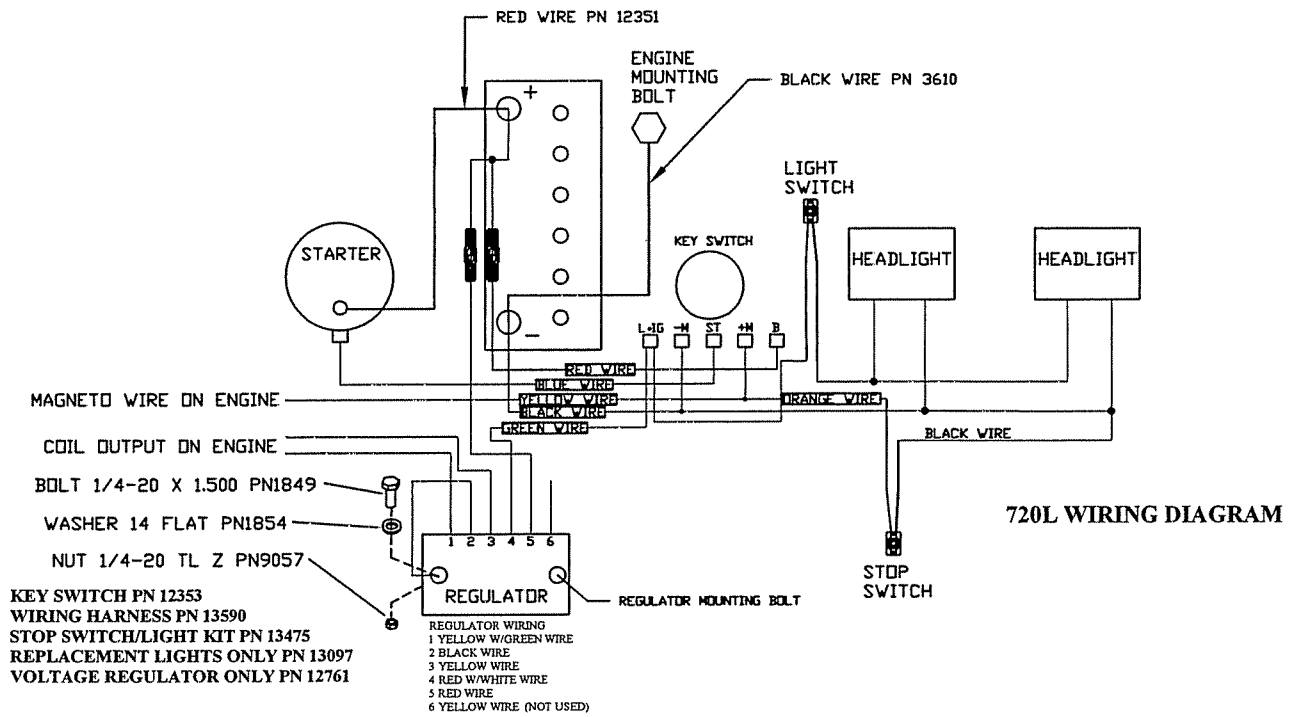 RED WIRE PN 12351
ENGINE
MOUNTING
BOLT
BLACK WIRE PN 3610
+
LIGHT
SWITCH
STARTER
KEY SWITCH
HEADLIGHT
HEADLIGHT
−
L+IG -M ST +M B
RED WIRE
BLUE WIRE
MAGNETO WIRE ON ENGINE
YELLOW WIRE
ORANGE WIRE
BLACK WIRE
GREEN WIRE
BLACK WIRE
COIL OUTPUT ON ENGINE
BOLT 1/4-20 X 1.500 PN1849
WASHER 14 FLAT PN1854
NUT 1/4-20 TL Z PN9057
720L WIRING DIAGRAM
1 2 3 4 5 6
STOP
SWITCH
REGULATOR
REGULATOR MOUNTING BOLT
KEY SWITCH PN 12353
WIRING HARNESS PN 13590
STOP SWITCH/LIGHT KIT PN 13475
REPLACEMENT LIGHTS ONLY PN 13097
VOLTAGE REGULATOR ONLY PN 12761
REGULATOR WIRING
1 YELLOW W/GREEN WIRE
2 BLACK WIRE
3 YELLOW WIRE
4 RED W/WHITE WIRE
5 RED WIRE
6 YELLOW WIRE (NOT USED)